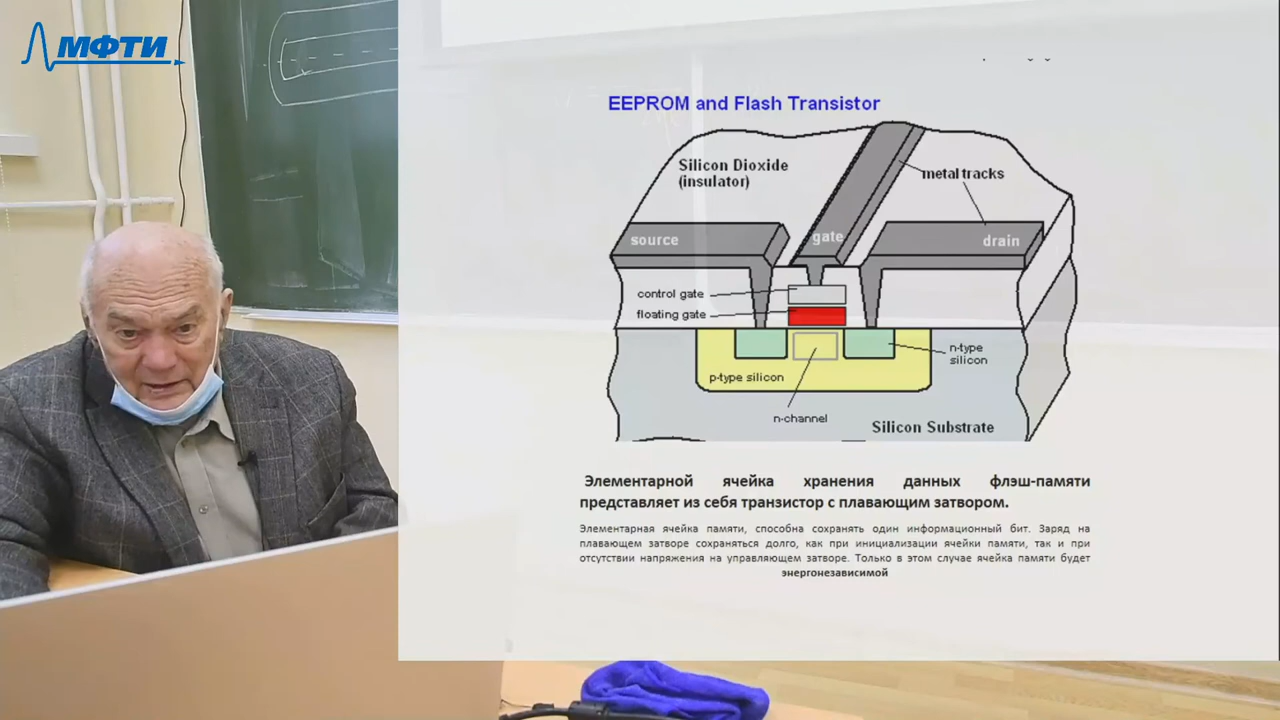 МФТИ
EEPROM and Flash Transistor
Silicon Dioxide
(insulator)
metal tracks
source
gate
drain
control gate
floating gate
n-type
silicon
p-type silicon
n-channel
Silicon Substrate
Элементарной ячейка хранения данных флэш-памяти
представляет из себя транзистор с плавающим затвором.
Элементарная ячейка памяти, способна сохранять один информационный бит. Заряд на
плавающем затворе сохраняться долго, как при инициализации ячейки памяти, так и при
отсутствии напряжения на управляющем затворе. Только в этом случае ячейка памяти будет
энергонезависимой